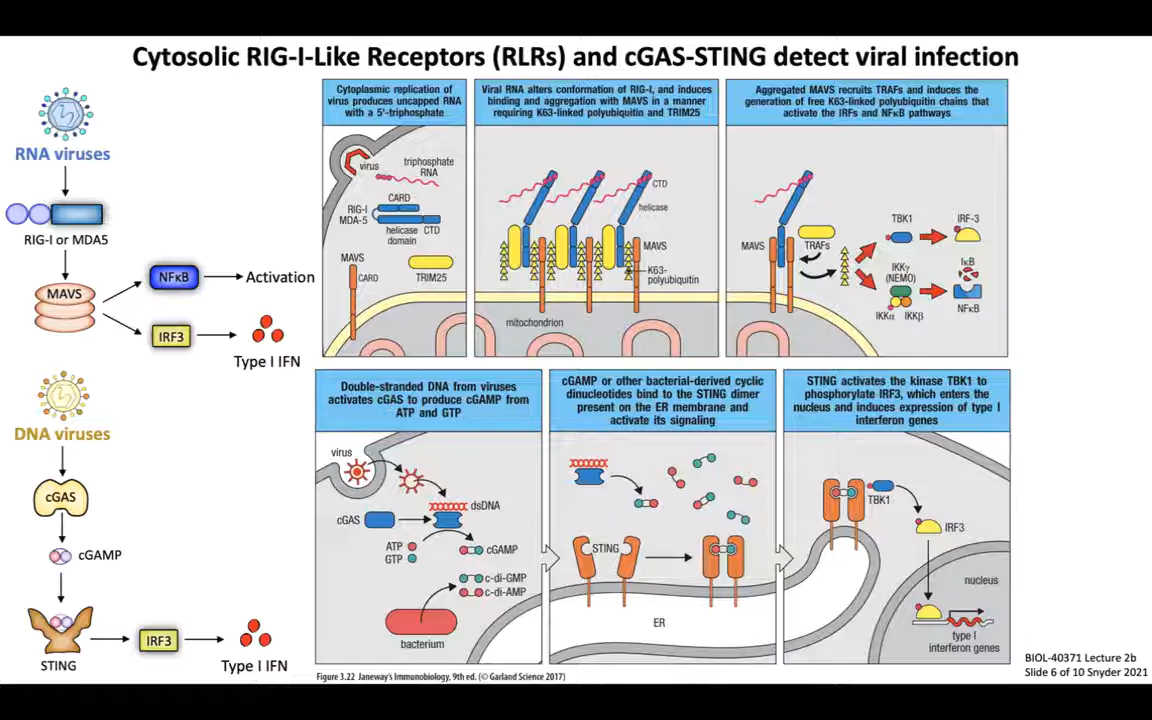 Cytosolic RIG-I-Like Receptors (RLRs) and cGAS-STING detect viral infection
RNA viruses
RIG-I or MDA5
MAVS
NFκB
Activation
IRF3
Type I IFN
DNA viruses
cGAS
cGAMP
STING
IRF3
Type I IFN
Cytoplasmic replication of
virus produces uncapped RNA
with a 5'-triphosphate
virus
triphosphate
RNA
CARD
RIG-I
MDA-5
helicase
domain
CTD
MAVS
CARD
TRIM25
Viral RNA alters conformation of RIG-I, and induces
binding and aggregation with MAVS in a manner
requiring K63-linked polyubiquitin and TRIM25
CTD
helicase
MAVS
K63-
polyubiquitin
mitochondrion
Aggregated MAVS recruits TRAFs and induces the
generation of free K63-linked polyubiquitin chains that
activate the IRFs and NFκB pathways
MAVS
TRAFs
TBK1
IRF-3
IKKγ
(NEMO)
IκB
IKKα
IKKβ
NFκB
Double-stranded DNA from viruses
activates cGAS to produce cGAMP from
ATP and GTP
virus
dsDNA
cGAS
ATP
GTP
cGAMP
c-di-GMP
c-di-AMP
bacterium
cGAMP or other bacterial-derived cyclic
dinucleotides bind to the STING dimer
present on the ER membrane and
activate its signaling
STING
ER
STING activates the kinase TBK1 to
phosphorylate IRF3, which enters the
nucleus and induces expression of type I
interferon genes
TBK1
IRF3
nucleus
type I
interferon genes
Figure 3.22 Janeway's Immunobiology, 9th ed. (© Garland Science 2017)
BIOL-40371 Lecture 2b
Slide 6 of 10 Snyder 2021